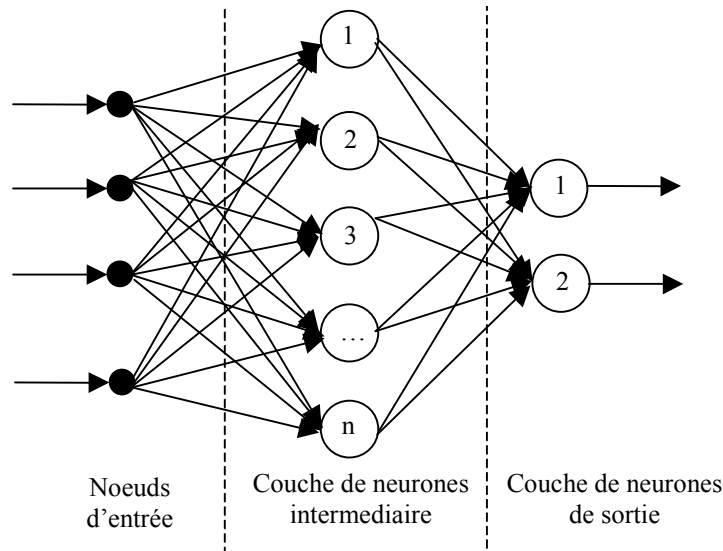 1
2
3
…
n
1
2
Noeuds
d’entrée
Couche de neurones
intermediaire
Couche de neurones
de sortie